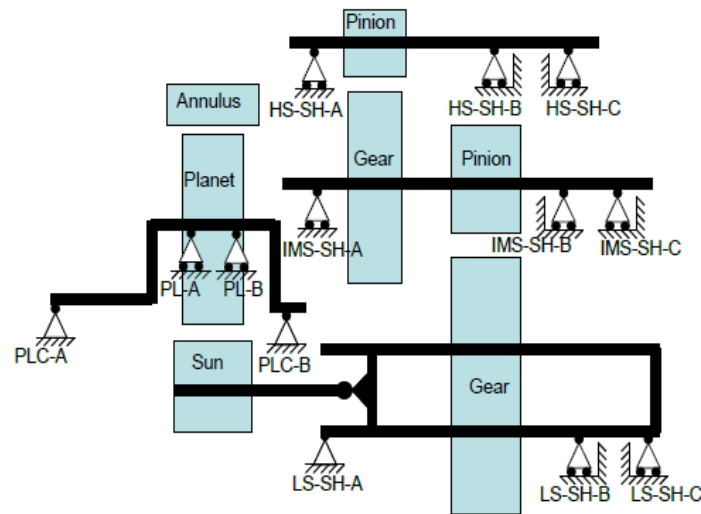 Pinion
HS-SH-A
HS-SH-B
HS-SH-C
Annulus
Planet
Gear
Pinion
IMS-SH-A
IMS-SH-B
IMS-SH-C
PL-A
PL-B
PLC-A
PLC-B
Sun
Gear
LS-SH-A
LS-SH-B
LS-SH-C